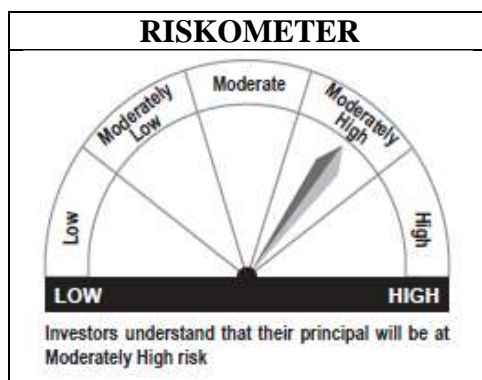 RISKOMETER
Moderate
Moderately
Low
Moderately
High
Low
High
LOW HIGH
Investors understand that their principal will be at
Moderately High risk